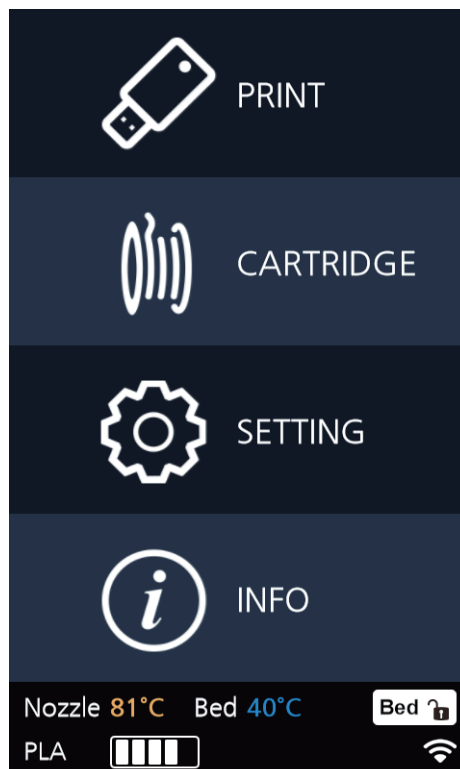 PRINT
CARTRIDGE
SETTING
INFO
Nozzle 81°C Bed 40°C Bed
PLA